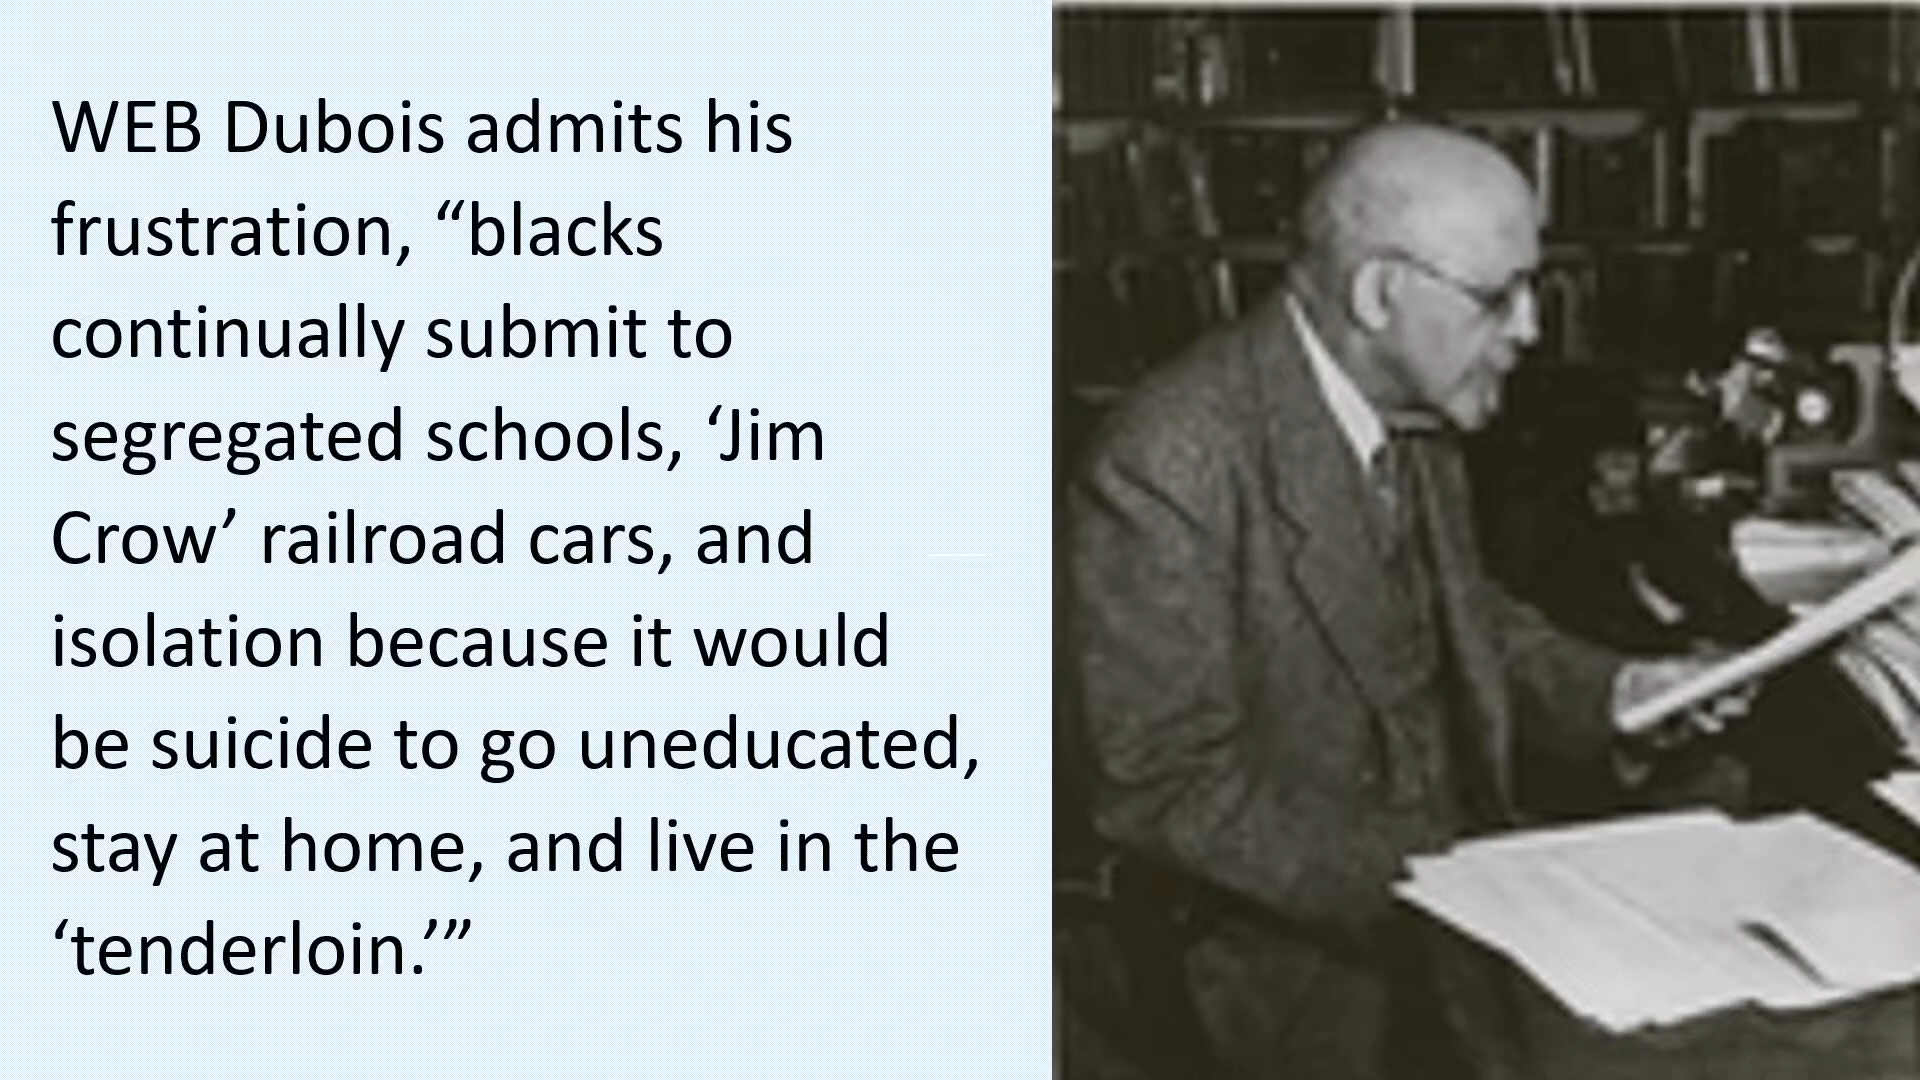 WEB Dubois admits his
frustration, “blacks
continually submit to
segregated schools, ‘Jim
Crow’ railroad cars, and
isolation because it would
be suicide to go uneducated,
stay at home, and live in the
‘tenderloin.’”